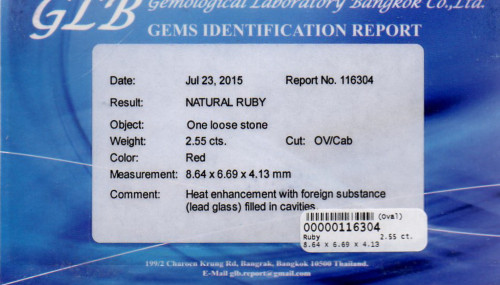 GLB Gemological Laboratory Bangkok Co.,Ltd.
GEMS IDENTIFICATION REPORT
Date: Jul 23, 2015 Report No. 116304
Result: NATURAL RUBY
Object: One loose stone
Weight: 2.55 cts. Cut: OV/Cab
Color: Red
Measurement: 8.64 x 6.69 x 4.13 mm
Comment: Heat enhancement with foreign substance
(lead glass) filled in cavities.
(Oval)
00000116304
Ruby 2.55 ct.
8.64 x 6.69 x 4.13
199/2 Charoen Krung Rd, Bangrak, Bangkok 10500 Thailand.
E-Mail glb.report@gmail.com